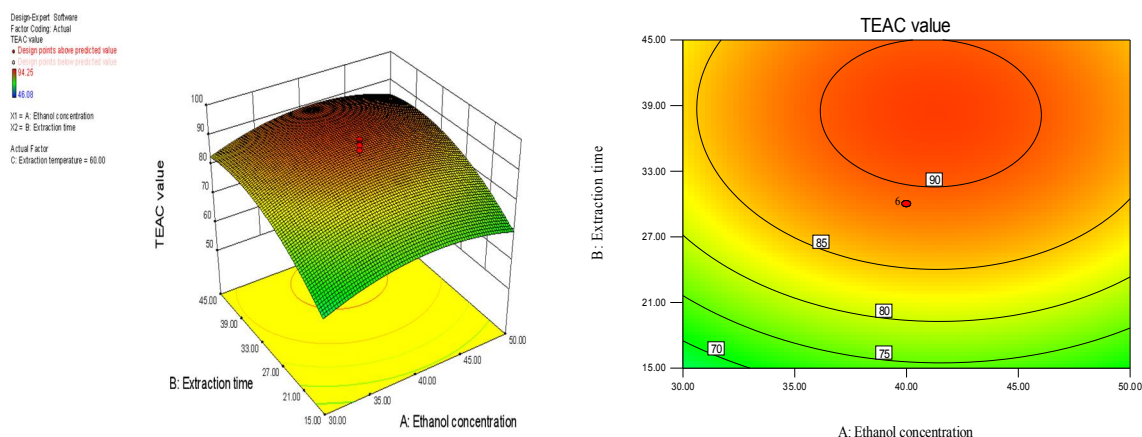 Design-Expert Software
Factor Coding: Actual
TEAC value
Design points above predicted value
Design points below predicted value
94.25
46.08
X1 = A: Ethanol concentration
X2 = B: Extraction time
Actual Factor
C: Extraction temperature = 60.00
TEAC value
100
90
80
70
60
50
45.00
39.00
33.00
27.00
21.00
15.00
B: Extraction time
30.00
35.00
40.00
45.00
50.00
A: Ethanol concentration
TEAC value
B: Extraction time
45.00
39.00
33.00
27.00
21.00
15.00
90
6
85
80
75
70
30.00
35.00
40.00
45.00
50.00
A: Ethanol concentration